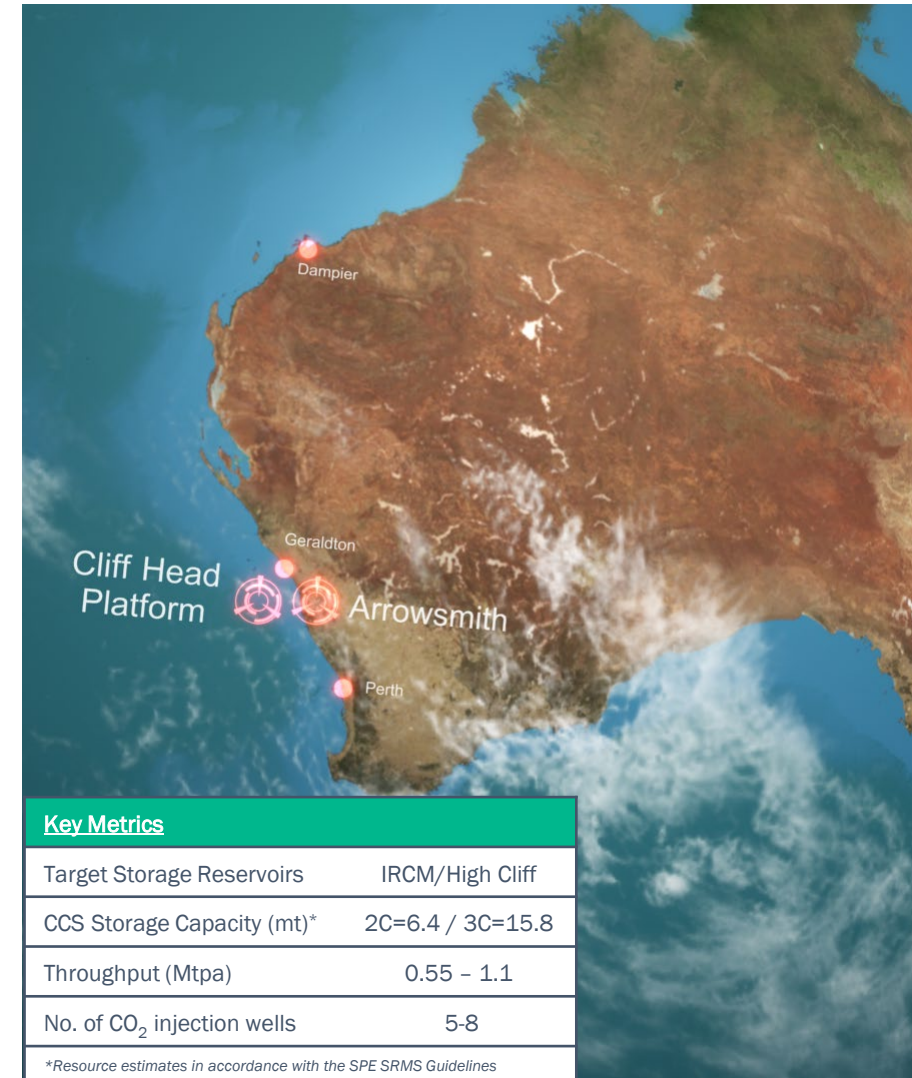 Dampier
Geraldton
Cliff Head
Platform
Arrowsmith
Perth
Key Metrics
Target Storage Reservoirs IRCM/High Cliff
CCS Storage Capacity (mt)* 2C=6.4 / 3C=15.8
Throughput (Mtpa) 0.55 – 1.1
No. of CO₂ injection wells 5-8
*Resource estimates in accordance with the SPE SRMS Guidelines